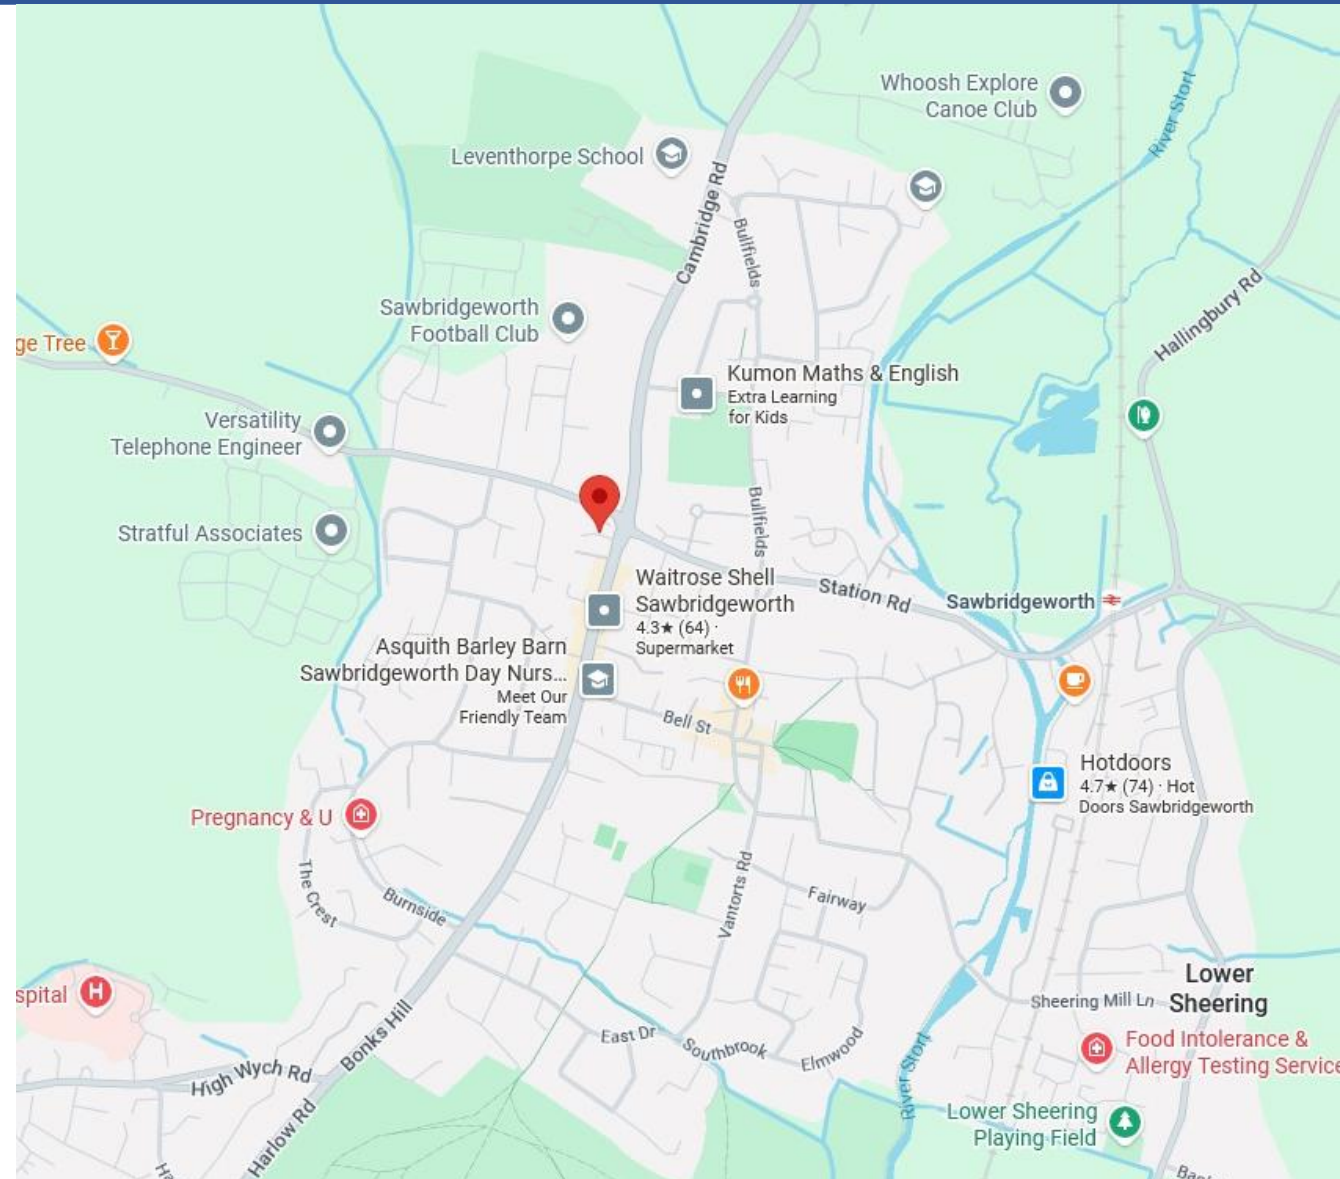 Whoosh Explore
Canoe Club
River Stort
Leventhorpe School
Cambridge Rd
Bullfields
Hallingbury Rd
Sawbridgeworth
Football Club
ge Tree
Kumon Maths & English
Extra Learning
for Kids
Versatility
Telephone Engineer
Bullfields
Stratful Associates
Waitrose Shell
Sawbridgeworth
4.3★ (64) ·
Supermarket
Station Rd
Sawbridgeworth
Asquith Barley Barn
Sawbridgeworth Day Nurs...
Meet Our
Friendly Team
Bell St
Hotdoors
4.7★ (74) · Hot
Doors Sawbridgeworth
Pregnancy & U
The Crest
Burnside
Vantorts Rd
Fairway
Lower
Sheering
spital
H
Sheering Mill Ln
Bonks Hill
East Dr
Southbrook
Elmwood
River Stort
Food Intolerance &
Allergy Testing Service
High Wych Rd
Harlow Rd
Lower Sheering
Playing Field